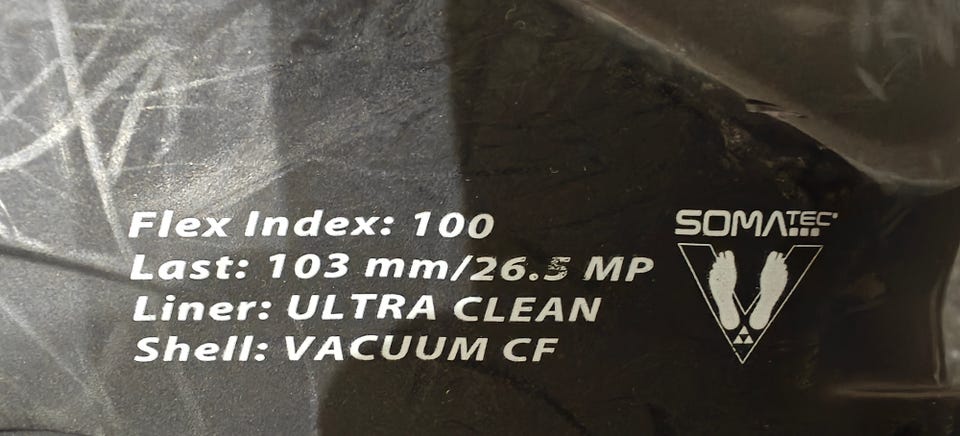 Flex Index: 100
Last: 103 mm/26.5 MP
Liner: ULTRA CLEAN
Shell: VACUUM CF
SOMATEC